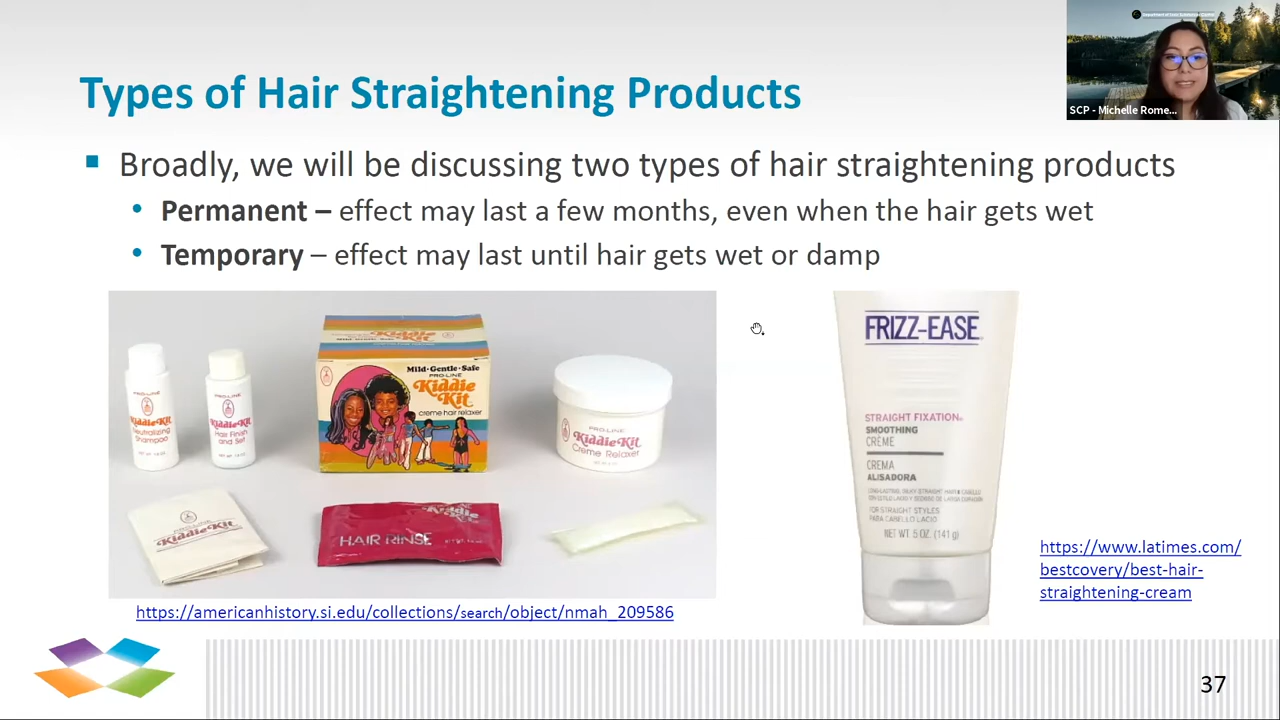 Types of Hair Straightening Products
SCP - Michelle Rome...
Broadly, we will be discussing two types of hair straightening products
Permanent – effect may last a few months, even when the hair gets wet
Temporary – effect may last until hair gets wet or damp
PRO-LINE
KiddieKit
Neutralizing
Shampoo
PRO-LINE
KiddieKit
Hair Finish
and Set
Mild-Gentle-Safe
PRO-LINE
Kiddie
Kit
creme hair relaxer
PRO-LINE
KiddieKit
Creme Relaxer
KiddieKit
Kiddie
HAIR RINSE
FRIZZ-EASE
STRAIGHT FIXATION
SMOOTHING
CRÈME
CREMA
ALISADORA
FOR STRAIGHT STYLES
PARA CABELLO LACIO
NET WT. 5 OZ. (141 g)
https://www.latimes.com/
bestcovery/best-hair-
straightening-cream
https://americanhistory.si.edu/collections/search/object/nmah_209586
37